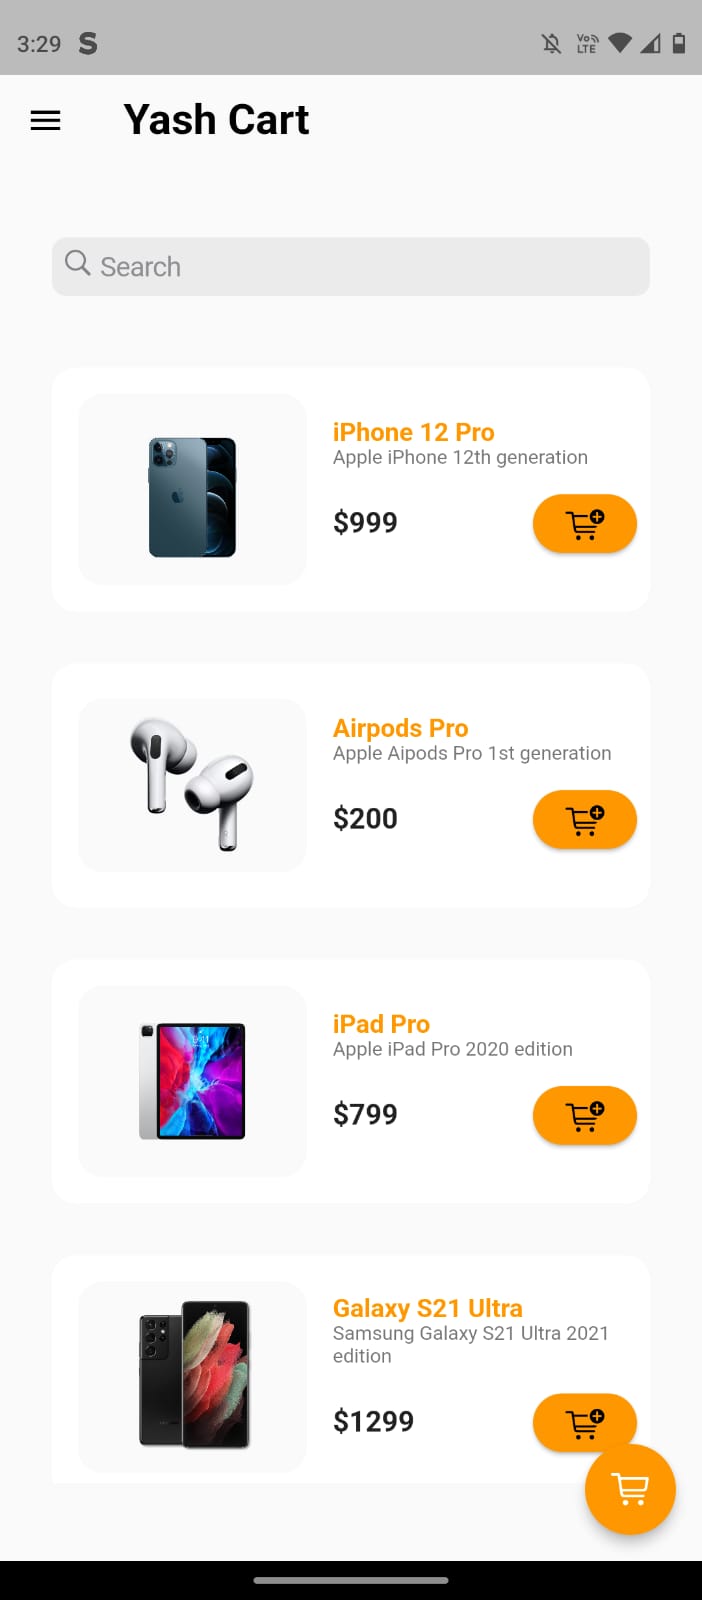 3:29 S
Vo
LTE
Yash Cart
Search
iPhone 12 Pro
Apple iPhone 12th generation
$999
Airpods Pro
Apple Aipods Pro 1st generation
$200
iPad Pro
Apple iPad Pro 2020 edition
$799
Galaxy S21 Ultra
Samsung Galaxy S21 Ultra 2021
edition
$1299